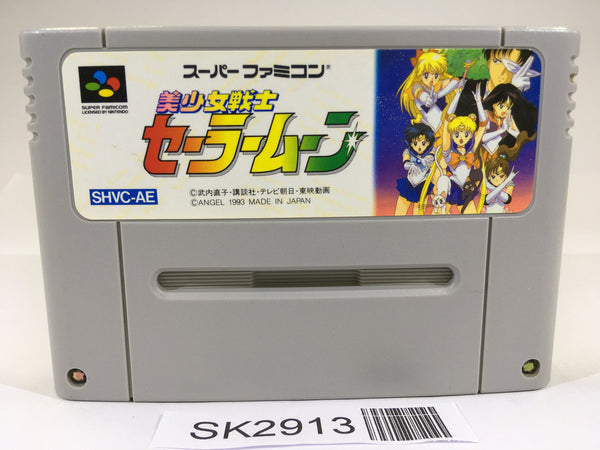 スーパーファミコン®
SUPER FAMICOM
LICENSED BY NINTENDO
美少女戦士
セーラームーン
SHVC-AE
©武内直子・講談社・テレビ朝日・東映動画
©ANGEL 1993 MADE IN JAPAN
SK2913